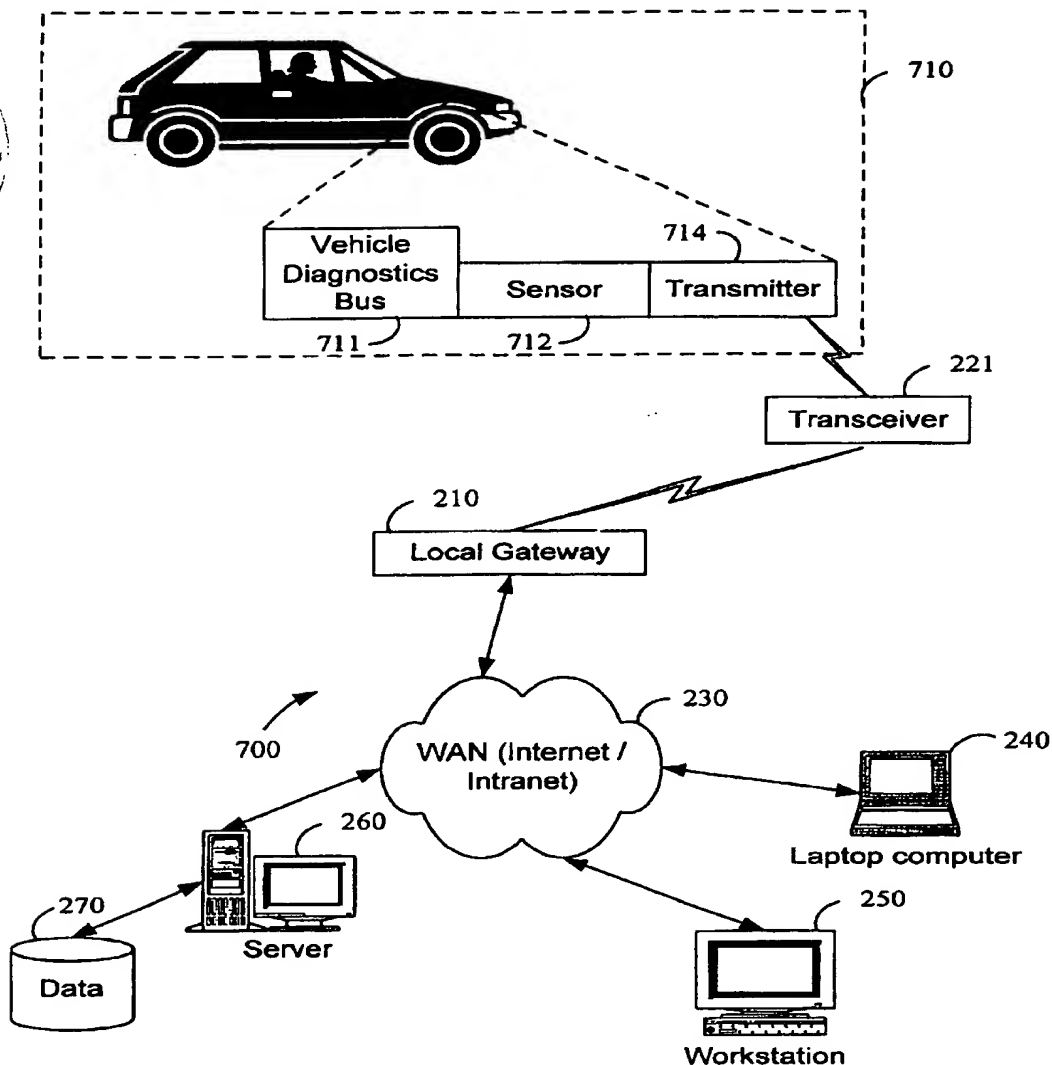 710
Vehicle
Diagnostics
Bus
711
Sensor
712
714
Transmitter
221
Transceiver
210
Local Gateway
700
230
WAN (Internet /
Intranet)
240
Laptop computer
260
Server
270
Data
250
Workstation